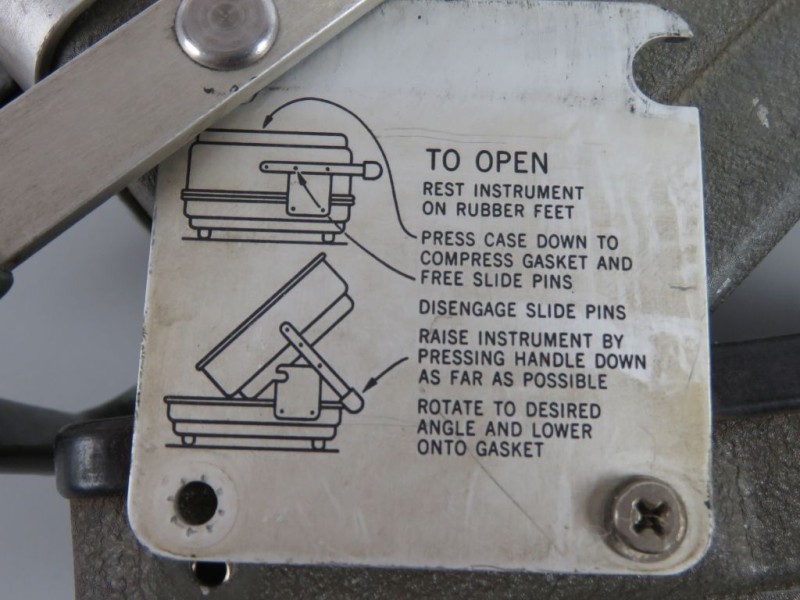 TO OPEN
REST INSTRUMENT
ON RUBBER FEET
PRESS CASE DOWN TO
COMPRESS GASKET AND
FREE SLIDE PINS
DISENGAGE SLIDE PINS
RAISE INSTRUMENT BY
PRESSING HANDLE DOWN
AS FAR AS POSSIBLE
ROTATE TO DESIRED
ANGLE AND LOWER
ONTO GASKET